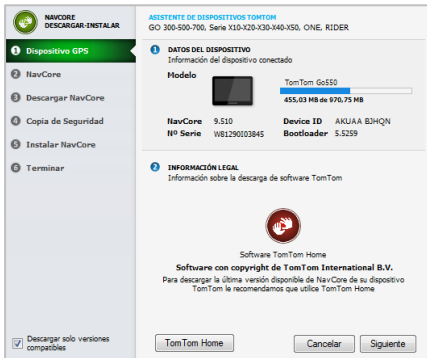 NAVCORE
DESCARGAR-INSTALAR
1 Dispositivo GPS
2 NavCore
3 Descargar NavCore
4 Copia de Seguridad
5 Instalar NavCore
6 Terminar
Descargar solo versiones
compatibles
ASISTENTE DE DISPOSITIVOS TOMTOM
GO 300-500-700, Serie X10-X20-X30-X40-X50, ONE, RIDER
1 DATOS DEL DISPOSITIVO
Información del dispositivo conectado
Modelo
TomTom Go550
455,03 MB de 970,75 MB
NavCore 9.510 Device ID AKUAA BJHQN
Nº Serie W81290I03845 Bootloader 5.5259
2 INFORMACIÓN LEGAL
Información sobre la descarga de software TomTom
Software TomTom Home
Software con copyright de TomTom International B.V.
Para descargar la última versión disponible de NavCore de su dispositivo
TomTom le recomendamos que utilice TomTom Home
TomTom Home Cancelar Siguiente